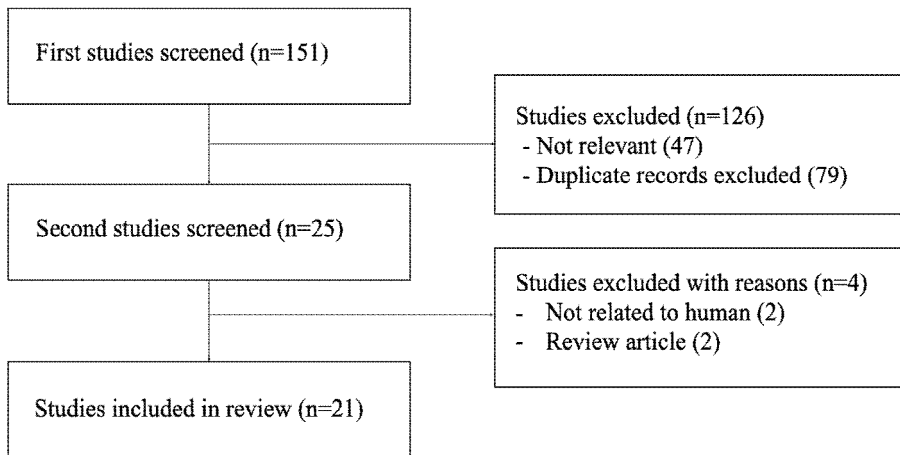 First studies screened (n=151)
Studies excluded (n=126)
- Not relevant (47)
- Duplicate records excluded (79)
Second studies screened (n=25)
Studies excluded with reasons (n=4)
- Not related to human (2)
- Review article (2)
Studies included in review (n=21)